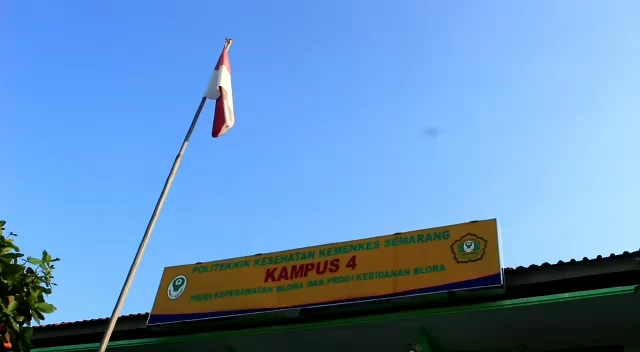 POLITEKNIK KESEHATAN KEMENKES SEMARANG
KAMPUS 4
PRODI KEPERAWATAN BLORA DAN PRODI KEBIDANAN BLORA